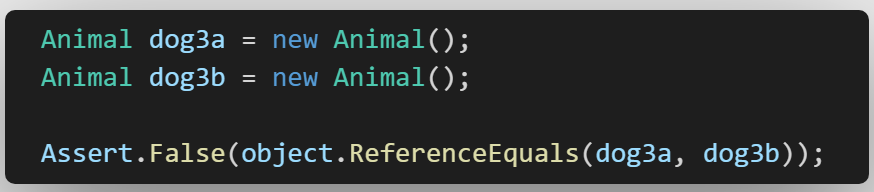 Animal dog3a = new Animal();
Animal dog3b = new Animal();
Assert.False(object.ReferenceEquals(dog3a, dog3b));